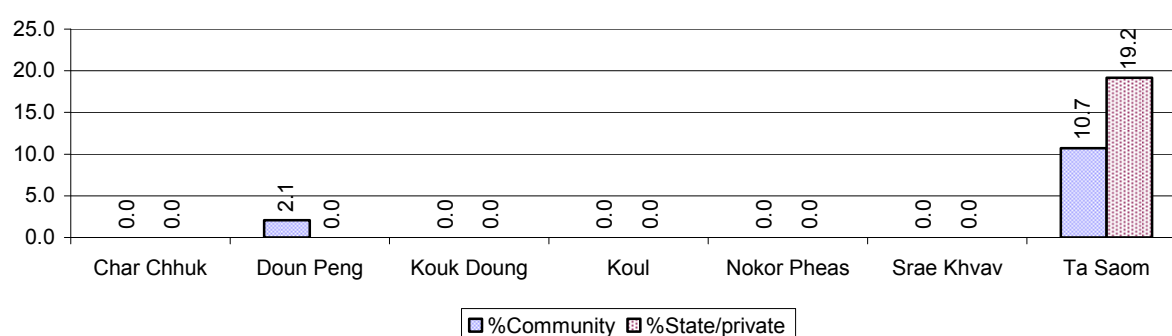 25.0
20.0
15.0
10.0
5.0
0.0
0.0 0.0 2.1 0.0 0.0 0.0 0.0 0.0 0.0 0.0 0.0 0.0 10.7 19.2
Char Chhuk Doun Peng Kouk Doung Koul Nokor Pheas Srae Khvav Ta Saom
%Community %State/private